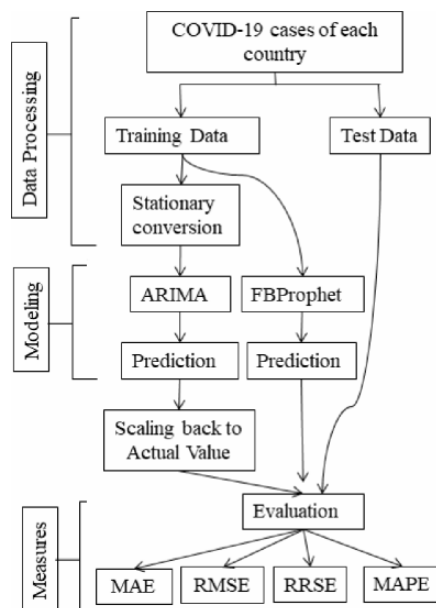 COVID-19 cases of each
country
Data Processing
Training Data
Test Data
Stationary
conversion
Modeling
ARIMA
FBProphet
Prediction
Prediction
Scaling back to
Actual Value
Evaluation
Measures
MAE
RMSE
RRSE
MAPE